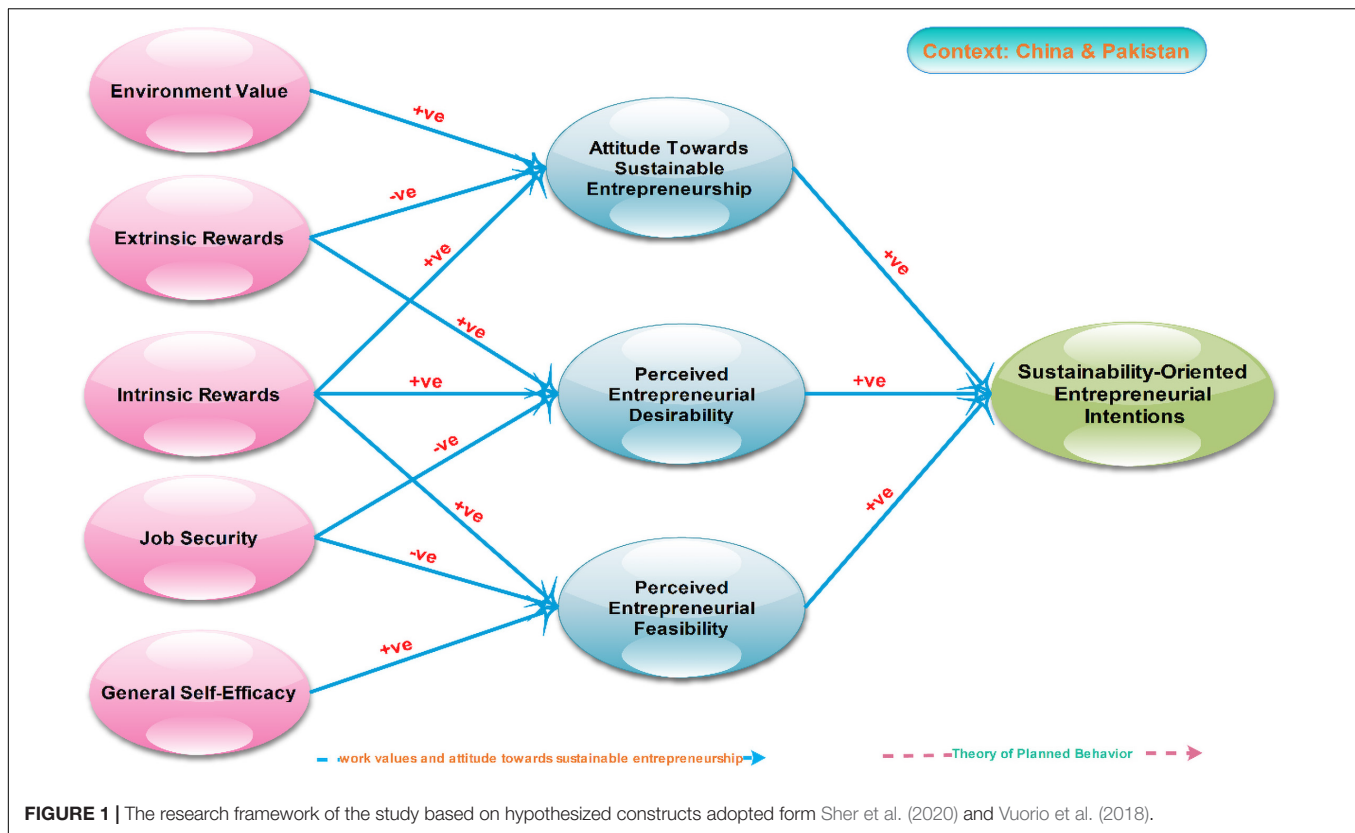 Context: China & Pakistan
Environment Value
+ve
Attitude Towards
Sustainable
Entrepreneurship
-ve
Extrinsic Rewards
+ve
+ve
+ve
Intrinsic Rewards
+ve
Perceived
Entrepreneurial
Desirability
+ve
Sustainability-Oriented
Entrepreneurial
Intentions
-ve
+ve
+ve
Job Security
-ve
Perceived
Entrepreneurial
Feasibility
+ve
General Self-Efficacy
work values and attitude towards sustainable entrepreneurship
Theory of Planned Behavior
FIGURE 1 | The research framework of the study based on hypothesized constructs adopted form Sher et al. (2020) and Vuorio et al. (2018).